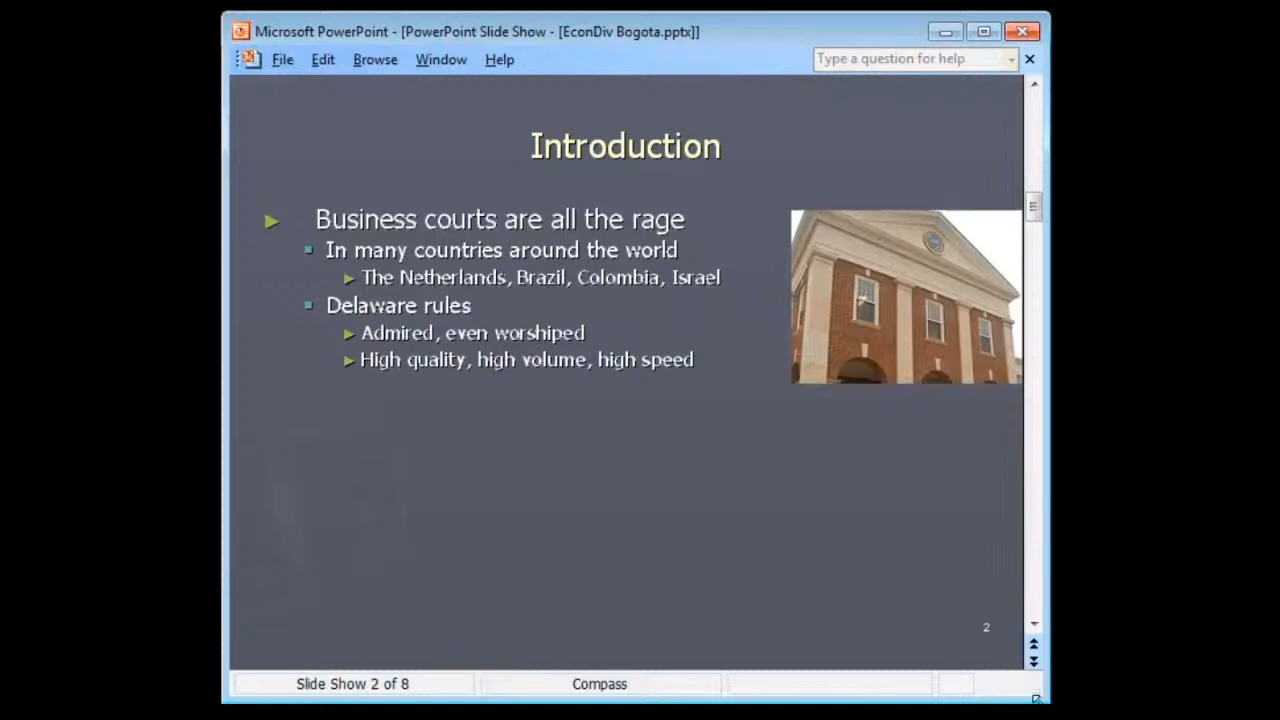 Microsoft PowerPoint - [PowerPoint Slide Show - [EconDiv Bogota.pptx]]
File Edit Browse Window Help Type a question for help
Introduction
Business courts are all the rage
In many countries around the world
The Netherlands, Brazil, Colombia, Israel
Delaware rules
Admired, even worshiped
High quality, high volume, high speed
2
Slide Show 2 of 8 Compass